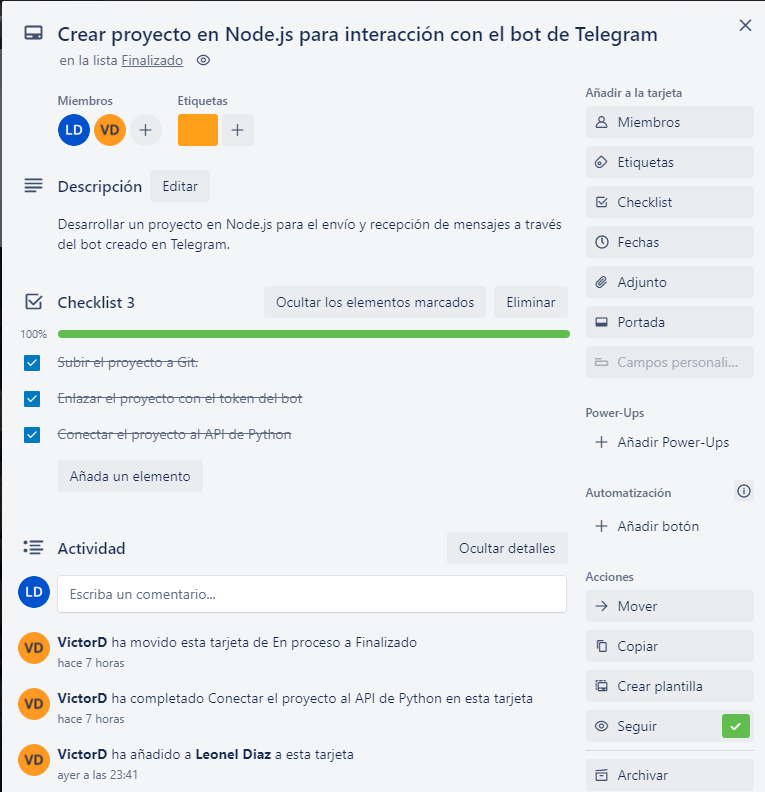 Crear proyecto en Node.js para interacción con el bot de Telegram
en la lista Finalizado
Miembros
Etiquetas
LD
VD
Descripción
Editar
Desarrollar un proyecto en Node.js para el envío y recepción de mensajes a través
del bot creado en Telegram.
Checklist 3
Ocultar los elementos marcados
Eliminar
100%
Subir el proyecto a Git.
Enlazar el proyecto con el token del bot
Conectar el proyecto al API de Python
Añada un elemento
Actividad
Ocultar detalles
LD
Escriba un comentario...
VD
VictorD ha movido esta tarjeta de En proceso a Finalizado
hace 7 horas
VD
VictorD ha completado Conectar el proyecto al API de Python en esta tarjeta
hace 7 horas
VD
VictorD ha añadido a Leonel Diaz a esta tarjeta
ayer a las 23:41
Añadir a la tarjeta
Miembros
Etiquetas
Checklist
Fechas
Adjunto
Portada
Campos personali...
Power-Ups
Añadir Power-Ups
Automatización
Añadir botón
Acciones
Mover
Copiar
Crear plantilla
Seguir
Archivar